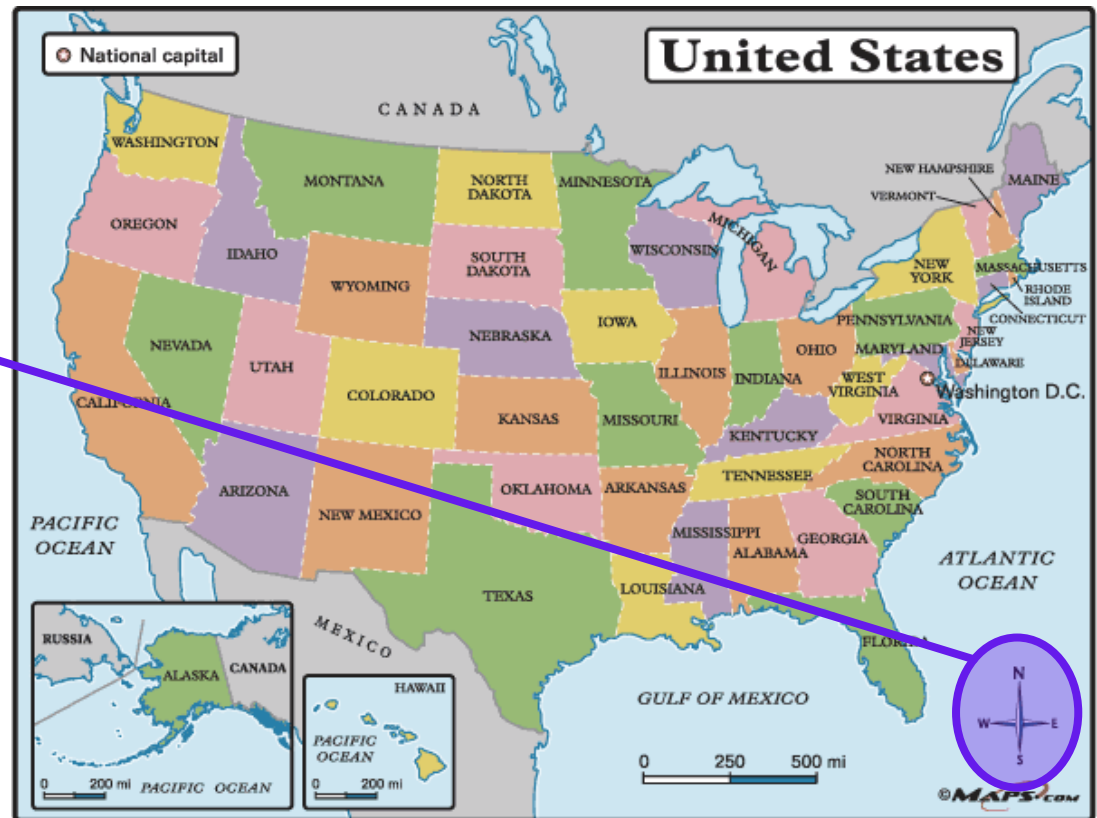 National capital
United States
CANADA
WASHINGTON
MONTANA
NORTH
DAKOTA
MINNESOTA
NEW HAMPSHIRE
VERMONT
MAINE
OREGON
IDAHO
SOUTH
DAKOTA
WISCONSIN
MICHIGAN
WYOMING
NEW
YORK
MASSACHUSETTS
RHODE
ISLAND
CONNECTICUT
NEVADA
UTAH
NEBRASKA
IOWA
PENNSYLVANIA
NEW
JERSEY
OHIO
MARYLAND
DELAWARE
COLORADO
ILLINOIS
INDIANA
WEST
VIRGINIA
Washington D.C.
CALIFORNIA
KANSAS
MISSOURI
KENTUCKY
VIRGINIA
ARIZONA
NEW MEXICO
OKLAHOMA
ARKANSAS
TENNESSEE
NORTH
CAROLINA
SOUTH
CAROLINA
PACIFIC
OCEAN
MISSISSIPPI
ALABAMA
GEORGIA
ATLANTIC
OCEAN
TEXAS
LOUISIANA
FLORIDA
MEXICO
RUSSIA
ALASKA
CANADA
0 200 mi
PACIFIC OCEAN
HAWAII
PACIFIC
OCEAN
0 200 mi
GULF OF MEXICO
0 250 500 mi
N
W E
S
©MAPS.COM